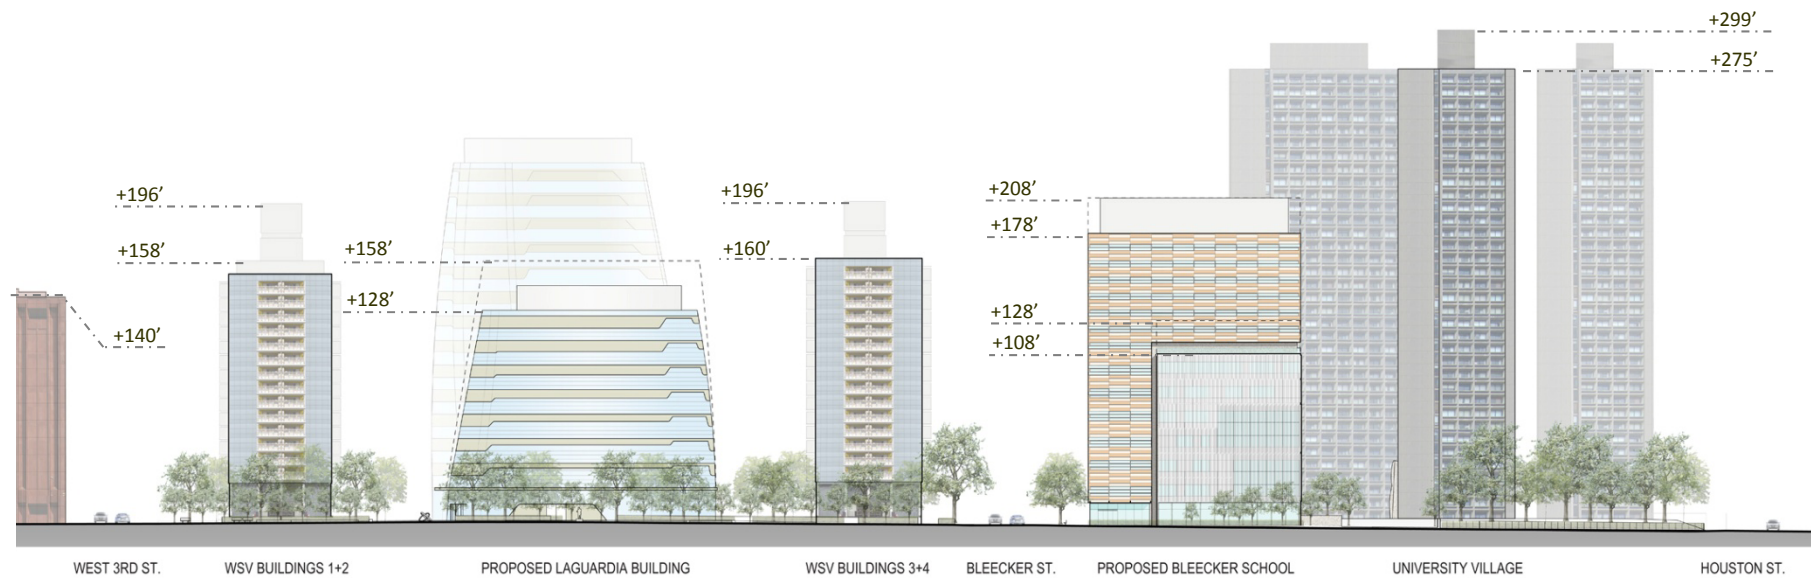 +299’
+275’
+196’
+196’
+208’
+178’
+158’
+158’
+160’
+128’
+128’
+140’
+108’
WEST 3RD ST.
WSV BUILDINGS 1+2
PROPOSED LAGUARDIA BUILDING
WSV BUILDINGS 3+4
BLEECKER ST.
PROPOSED BLEECKER SCHOOL
UNIVERSITY VILLAGE
HOUSTON ST.